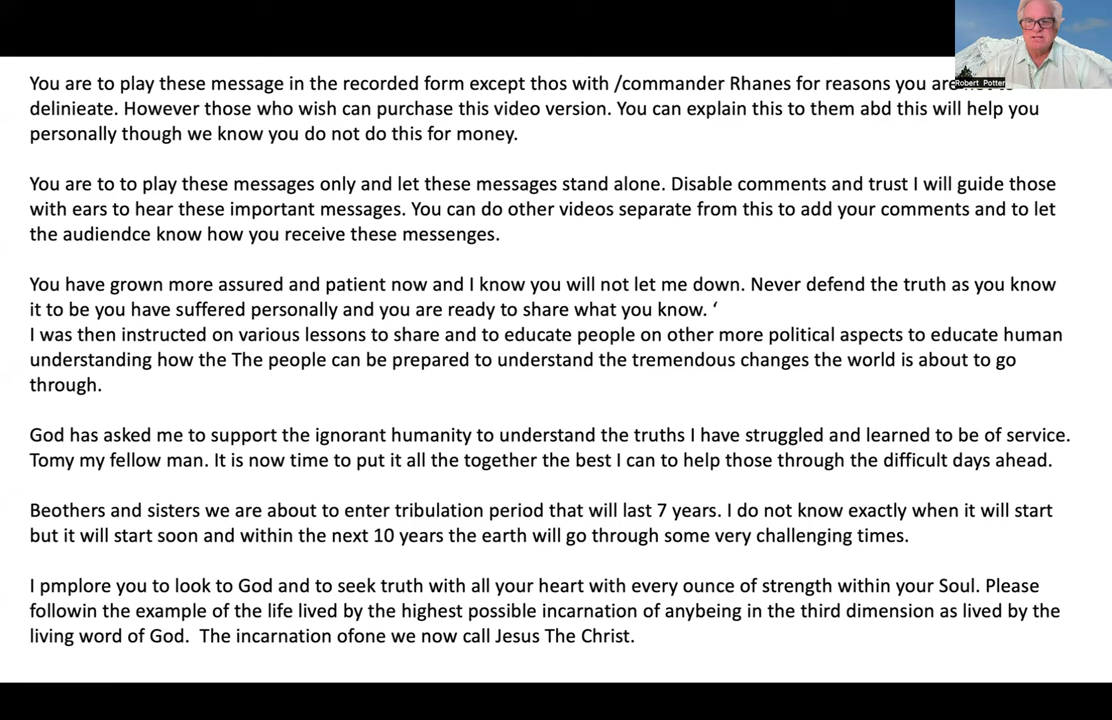 Robert Potter
You are to play these message in the recorded form except thos with /commander Rhanes for reasons you are
delinieate. However those who wish can purchase this video version. You can explain this to them abd this will help you
personally though we know you do not do this for money.
You are to to play these messages only and let these messages stand alone. Disable comments and trust I will guide those
with ears to hear these important messages. You can do other videos separate from this to add your comments and to let
the audiendce know how you receive these messenges.
You have grown more assured and patient now and I know you will not let me down. Never defend the truth as you know
it to be you have suffered personally and you are ready to share what you know. ‘
I was then instructed on various lessons to share and to educate people on other more political aspects to educate human
understanding how the The people can be prepared to understand the tremendous changes the world is about to go
through.
God has asked me to support the ignorant humanity to understand the truths I have struggled and learned to be of service.
Tomy my fellow man. It is now time to put it all the together the best I can to help those through the difficult days ahead.
Beothers and sisters we are about to enter tribulation period that will last 7 years. I do not know exactly when it will start
but it will start soon and within the next 10 years the earth will go through some very challenging times.
I pmplore you to look to God and to seek truth with all your heart with every ounce of strength within your Soul. Please
followin the example of the life lived by the highest possible incarnation of anybeing in the third dimension as lived by the
living word of God.  The incarnation ofone we now call Jesus The Christ.